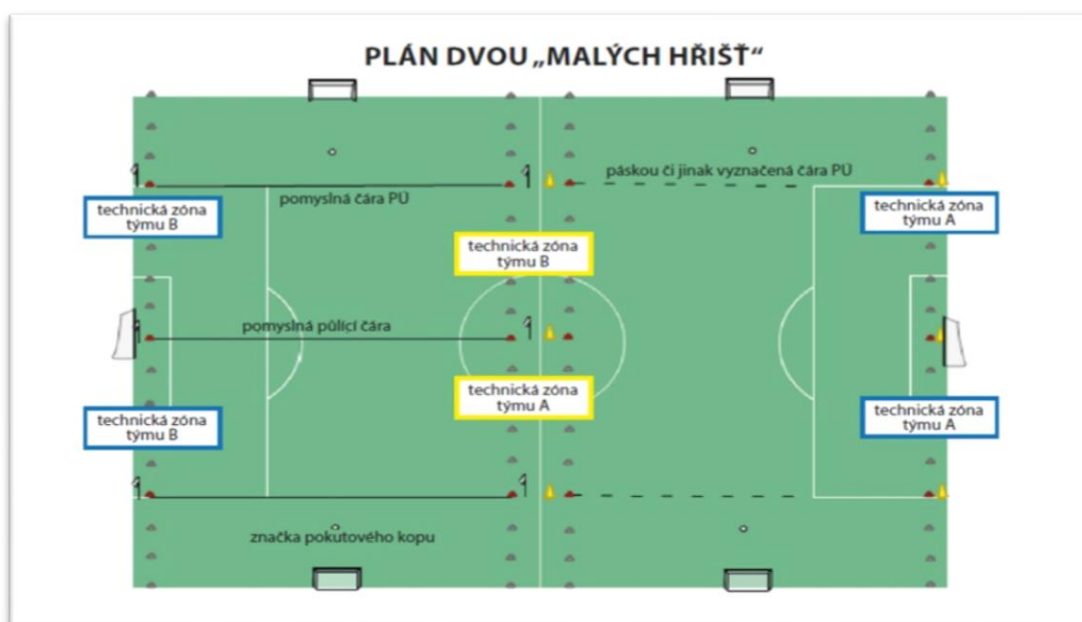 PLÁN DVOU „MALÝCH HŘIŠŤ“
páskou či jinak vyznačená čára PÚ
pomyslná čára PÚ
technická zóna
týmu B
technická zóna
týmu A
technická zóna
týmu B
pomyslná půlící čára
technická zóna
týmu A
technická zóna
týmu B
technická zóna
týmu A
značka pokutového kopu